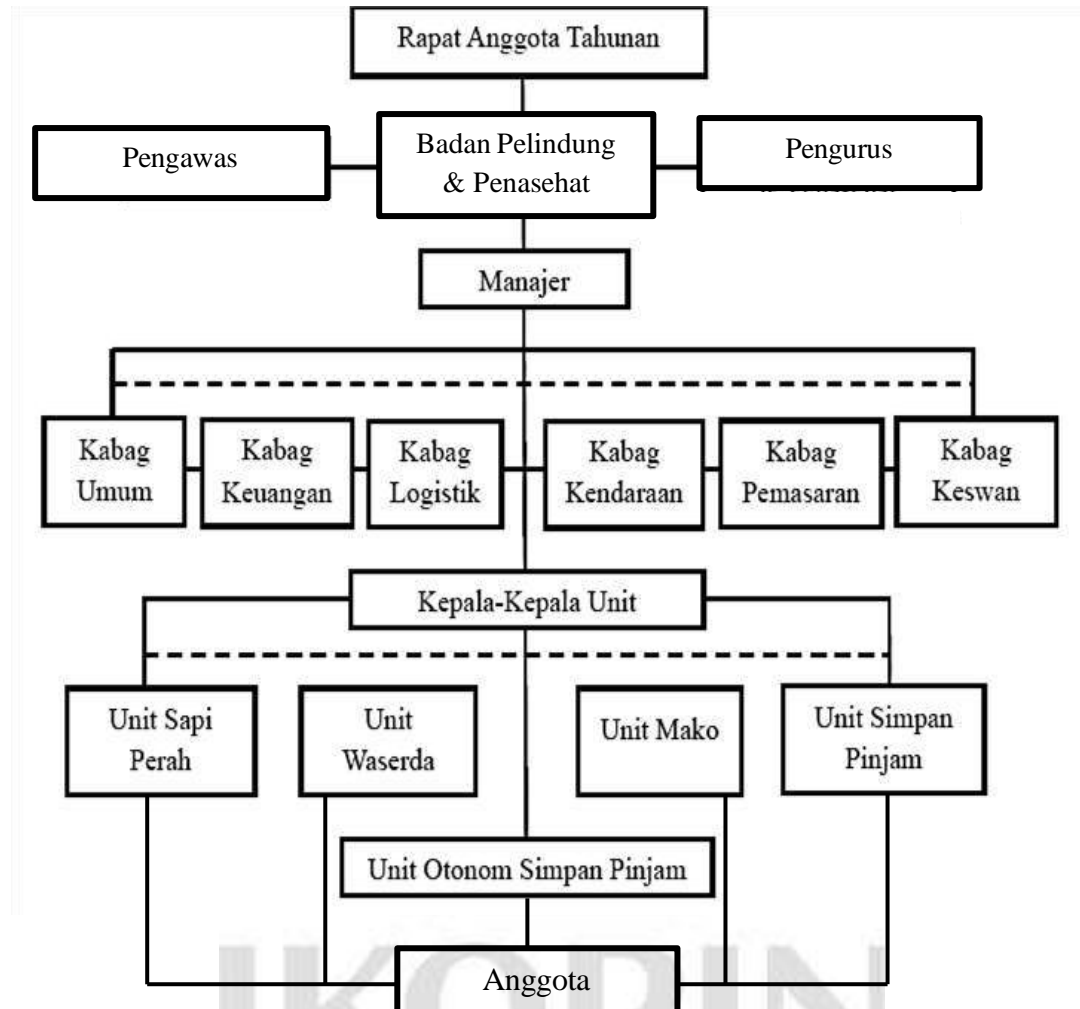 Rapat Anggota Tahunan
Pengawas
Badan Pelindung
& Penasehat
Pengurus
Manajer
Kabag
Umum
Kabag
Keuangan
Kabag
Logistik
Kabag
Kendaraan
Kabag
Pemasaran
Kabag
Keswan
Kepala-Kepala Unit
Unit Sapi
Perah
Unit
Waserda
Unit Mako
Unit Simpan
Pinjam
Unit Otonom Simpan Pinjam
Anggota
IKOPIN